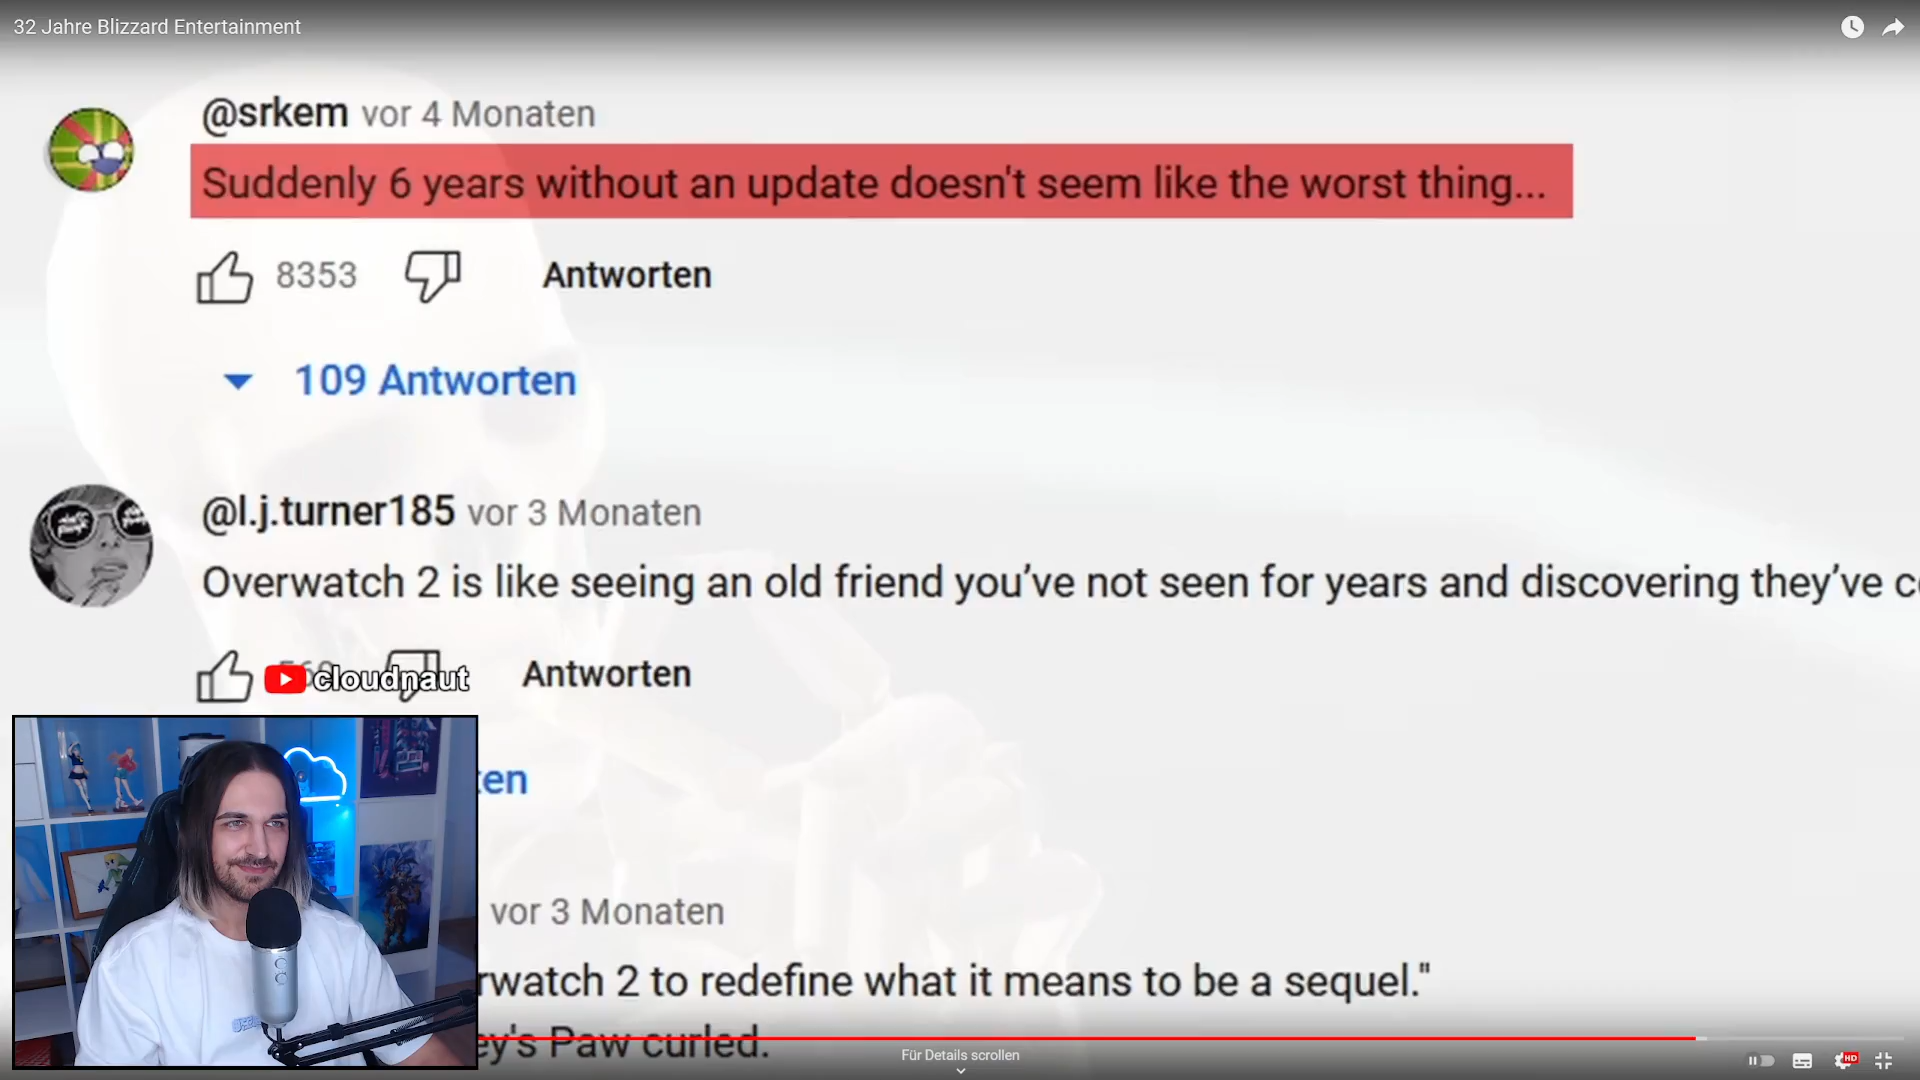 32 Jahre Blizzard Entertainment
@srkem vor 4 Monaten
Suddenly 6 years without an update doesn't seem like the worst thing...
8353 Antworten
109 Antworten
@l.j.turner185 vor 3 Monaten
Overwatch 2 is like seeing an old friend you’ve not seen for years and discovering they’ve
cloudnaut Antworten
vor 3 Monaten
2 to redefine what it means to be a sequel."
Paw curled.
Für Details scrollen
HD